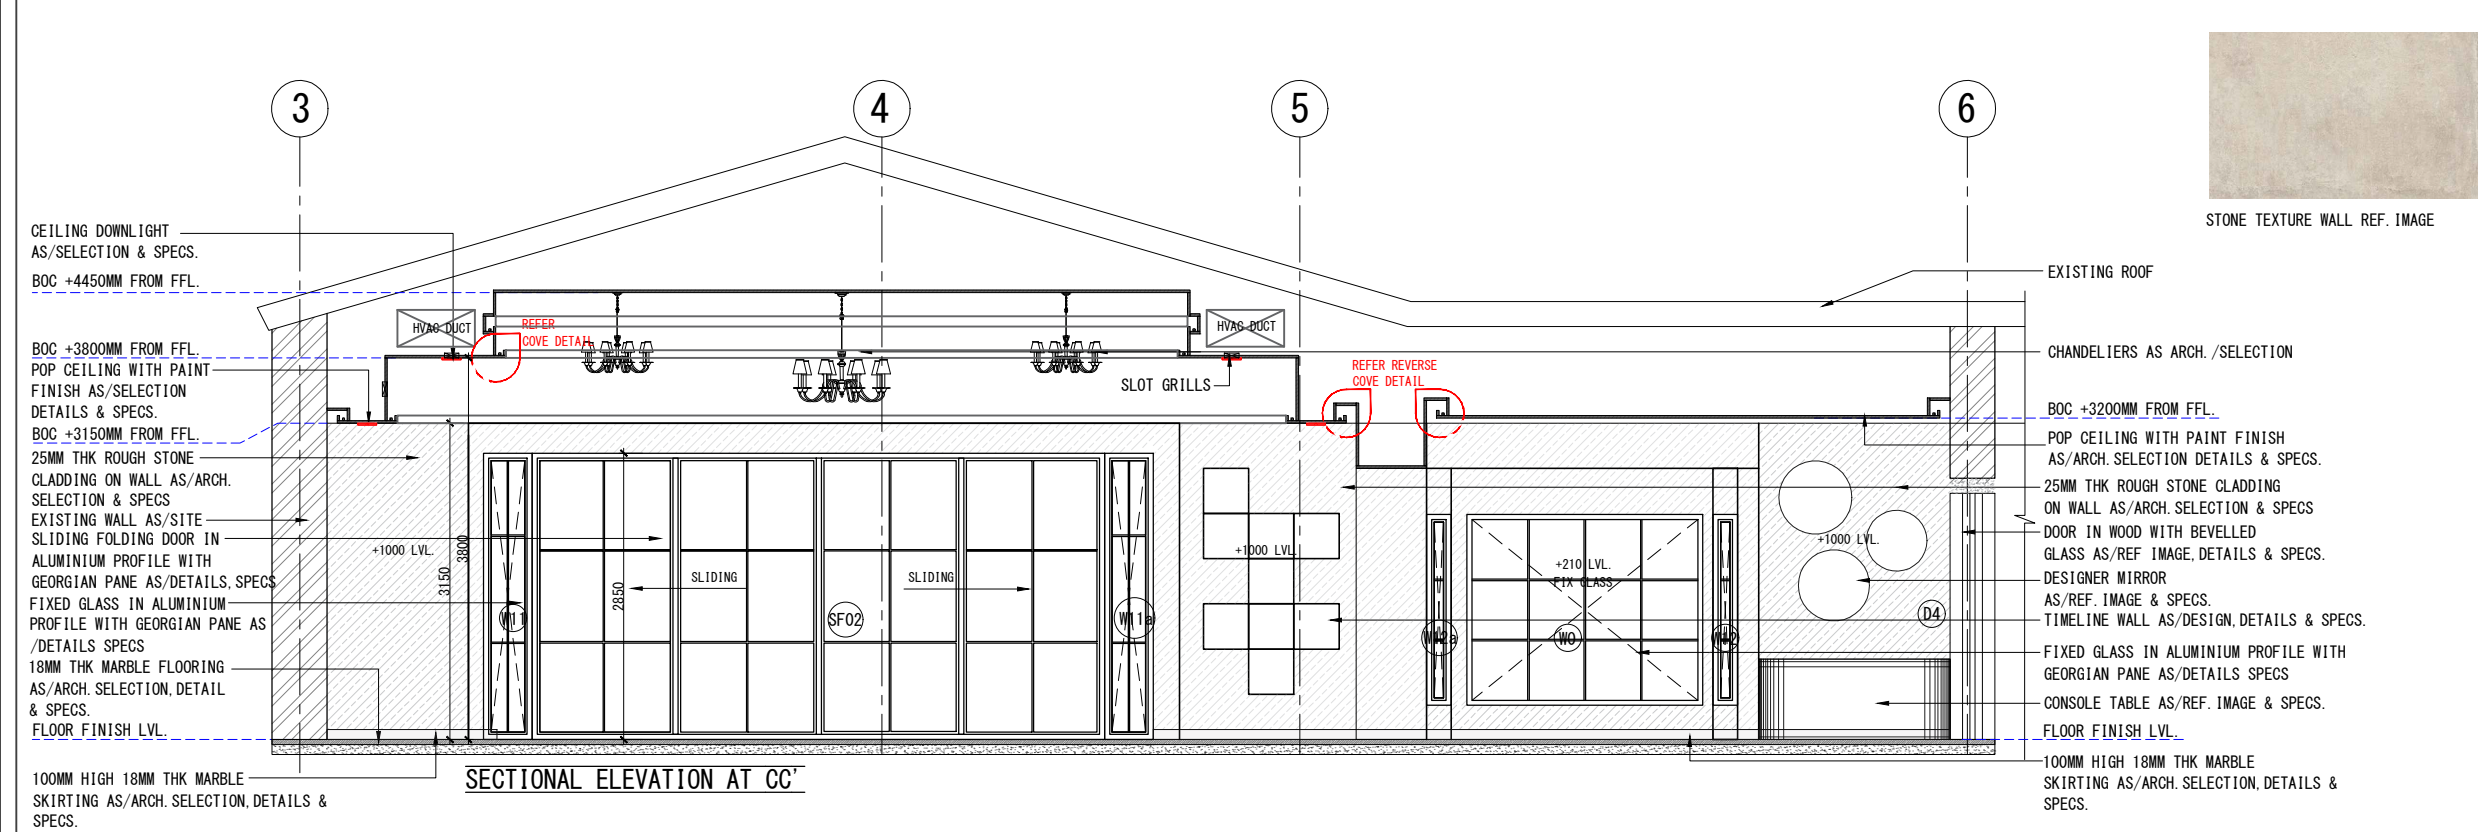 3
4
5
6
STONE TEXTURE WALL REF. IMAGE
CEILING DOWNLIGHT
AS/SELECTION & SPECS.
BOC +4450MM FROM FFL.
BOC +3800MM FROM FFL.
POP CEILING WITH PAINT
FINISH AS/SELECTION
DETAILS & SPECS.
BOC +3150MM FROM FFL.
25MM THK ROUGH STONE
CLADDING ON WALL AS/ARCH.
SELECTION & SPECS
EXISTING WALL AS/SITE
SLIDING FOLDING DOOR IN
ALUMINIUM PROFILE WITH
GEORGIAN PANE AS/DETAILS, SPECS
FIXED GLASS IN ALUMINIUM
PROFILE WITH GEORGIAN PANE AS
/DETAILS SPECS
18MM THK MARBLE FLOORING
AS/ARCH. SELECTION, DETAIL
& SPECS.
FLOOR FINISH LVL.
100MM HIGH 18MM THK MARBLE
SKIRTING AS/ARCH. SELECTION, DETAILS &
SPECS.
HVAC DUCT
REFER
COVE DETAIL
HVAC DUCT
SLOT GRILLS
REFER REVERSE
COVE DETAIL
+1000 LVL.
3150
3800
2850
SLIDING
SLIDING
W11
SF02
W11a
+1000 LVL.
+210 LVL.
FIX GLASS
W12a
W0
W12
+1000 LVL.
D4
EXISTING ROOF
CHANDELIERS AS ARCH. /SELECTION
BOC +3200MM FROM FFL.
POP CEILING WITH PAINT FINISH
AS/ARCH. SELECTION DETAILS & SPECS.
25MM THK ROUGH STONE CLADDING
ON WALL AS/ARCH. SELECTION & SPECS
DOOR IN WOOD WITH BEVELLED
GLASS AS/REF IMAGE, DETAILS & SPECS.
DESIGNER MIRROR
AS/REF. IMAGE & SPECS.
TIMELINE WALL AS/DESIGN, DETAILS & SPECS.
FIXED GLASS IN ALUMINIUM PROFILE WITH
GEORGIAN PANE AS/DETAILS SPECS
CONSOLE TABLE AS/REF. IMAGE & SPECS.
FLOOR FINISH LVL.
100MM HIGH 18MM THK MARBLE
SKIRTING AS/ARCH. SELECTION, DETAILS &
SPECS.
SECTIONAL ELEVATION AT CC'